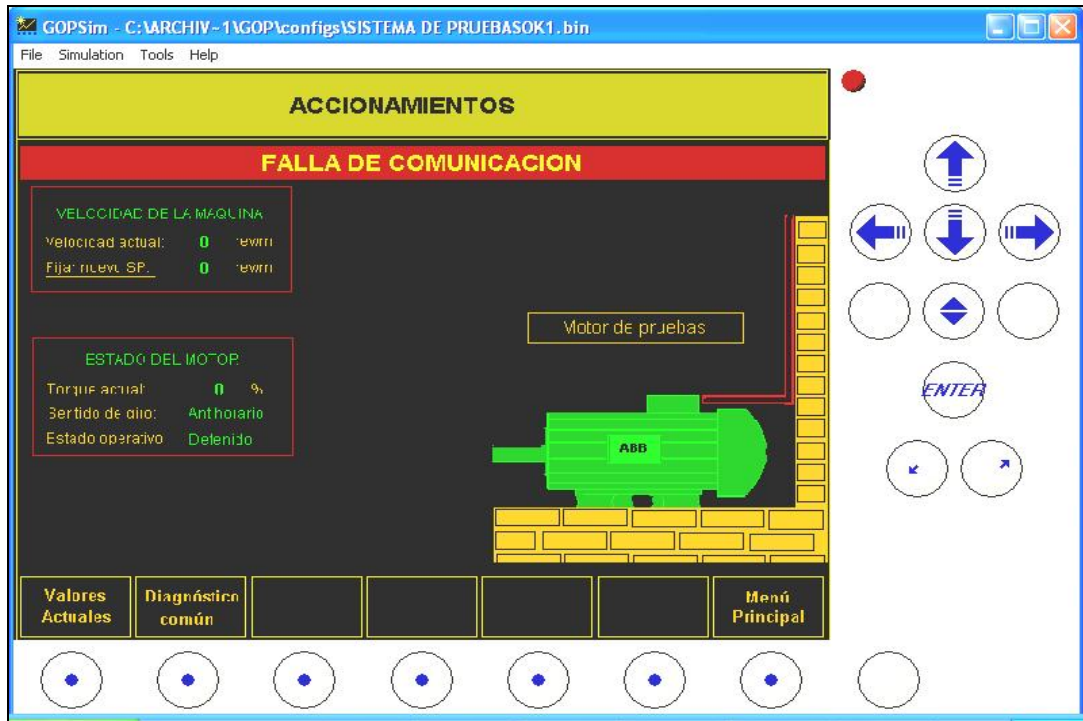 GOPSim - C:\ARCHIV~1\GOP\configs\SISTEMA DE PRUEBASOK1.bin
File Simulation Tools Help
ACCIONAMIENTOS
FALLA DE COMUNICACION
VELOCIDAD DE LA MAQUINA
Velocidad actual: 0 rev/m
Fijar nuevo SP: 0 rev/m
Motor de pruebas
ESTADO DEL MOTOR
Torque actual: 0 %
Sentido de giro: Antihorario
Estado operativo Detenido
ABB
ENTER
Valores Actuales
Diagnóstico común
Menú Principal